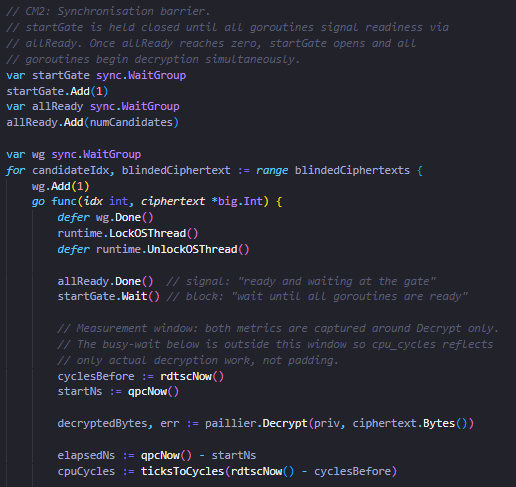 // CM2: Synchronisation barrier.
// startGate is held closed until all goroutines signal readiness via
// allReady. Once allReady reaches zero, startGate opens and all
// goroutines begin decryption simultaneously.
var startGate sync.WaitGroup
startGate.Add(1)
var allReady sync.WaitGroup
allReady.Add(numCandidates)

var wg sync.WaitGroup
for candidateIdx, blindedCiphertext := range blindedCiphertexts {
    wg.Add(1)
    go func(idx int, ciphertext *big.Int) {
        defer wg.Done()
        runtime.LockOSThread()
        defer runtime.UnlockOSThread()

        allReady.Done()  // signal: "ready and waiting at the gate"
        startGate.Wait() // block: "wait until all goroutines are ready"

        // Measurement window: both metrics are captured around Decrypt only.
        // The busy-wait below is outside this window so cpu_cycles reflects
        // only actual decryption work, not padding.
        cyclesBefore := rdtscNow()
        startNs := qpcNow()

        decryptedBytes, err := paillier.Decrypt(priv, ciphertext.Bytes())

        elapsedNs := qpcNow() - startNs
        cpuCycles := ticksToCycles(rdtscNow() - cyclesBefore)